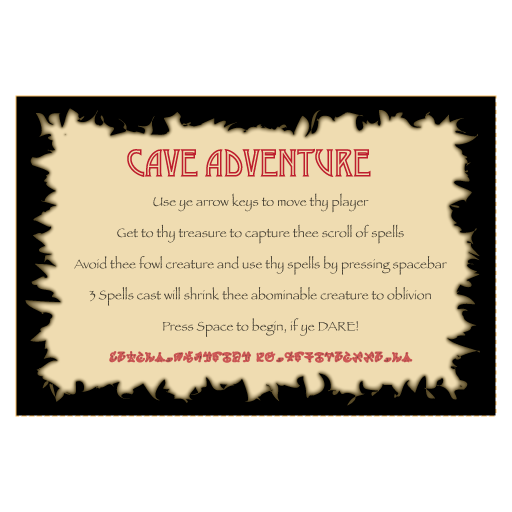 CAVE ADVENTURE
Use ye arrow keys to move thy player
Get to thy treasure to capture thee scroll of spells
Avoid thee fowl creature and use thy spells by pressing spacebar
3 Spells cast will shrink thee abominable creature to oblivion
Press Space to begin, if ye DARE!